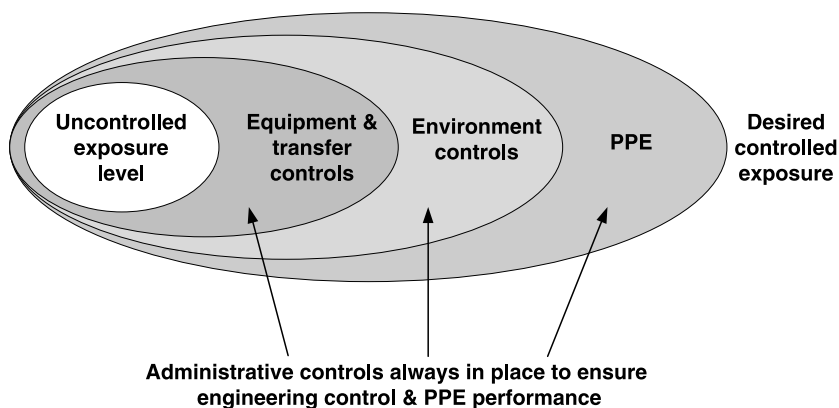 Uncontrolled
exposure
level
Equipment &
transfer
controls
Environment
controls
PPE
Desired
controlled
exposure
Administrative controls always in place to ensure
engineering control & PPE performance